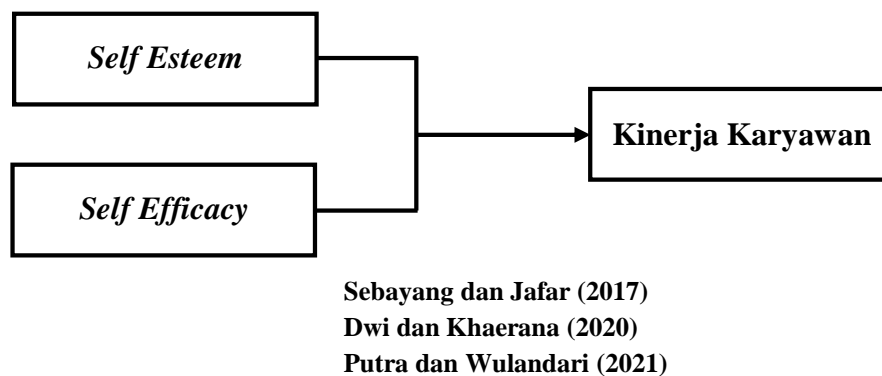 Self Esteem
Kinerja Karyawan
Self Efficacy
Sebayang dan Jafar (2017)
Dwi dan Khaerana (2020)
Putra dan Wulandari (2021)